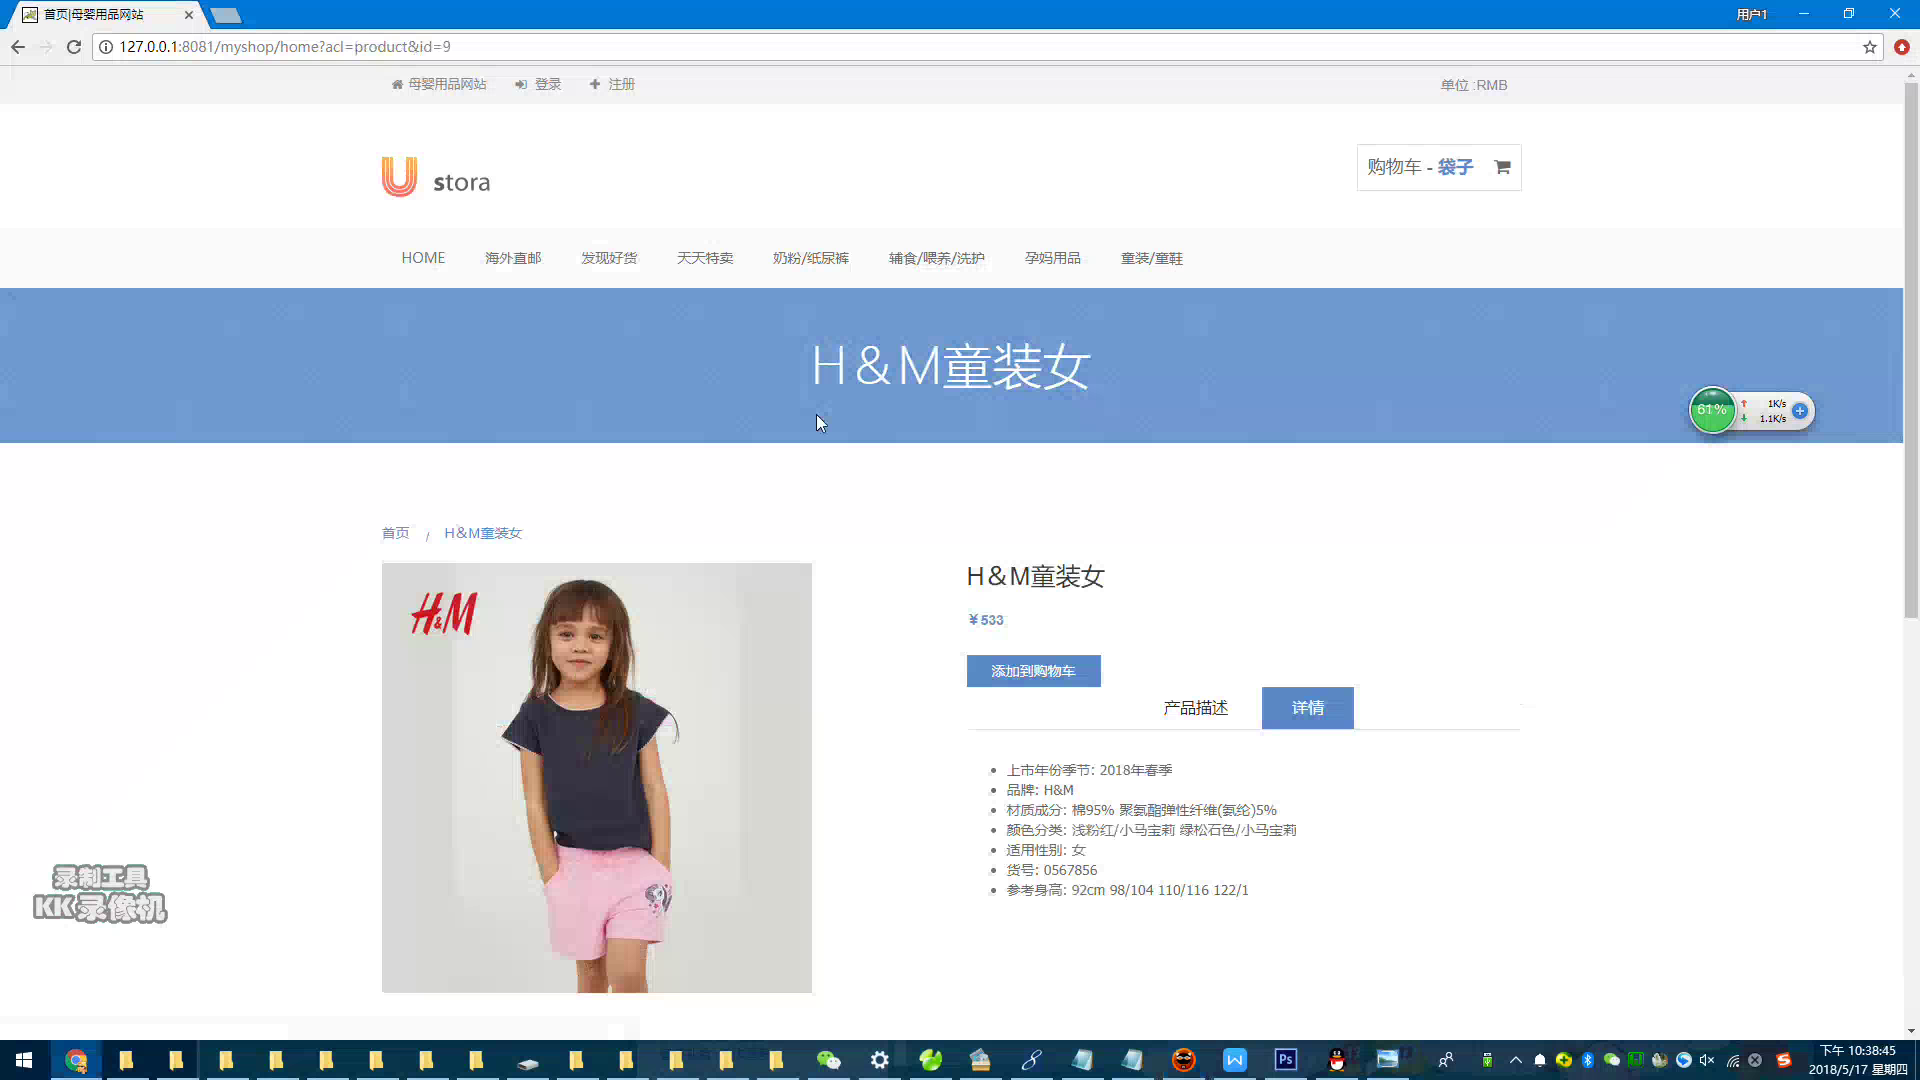 首页|母婴用品网站
用户1
127.0.0.1:8081/myshop/home?acl=product&id=9
母婴用品网站 登录 注册
单位 :RMB
U stora
购物车 - 袋子
HOME 海外直邮 发现好货 天天特卖 奶粉/纸尿裤 辅食/喂养/洗护 孕妈用品 童装/童鞋
H＆M童装女
61%
1K/s
1.1K/s
首页 / H＆M童装女
H&M
H＆M童装女
￥533
添加到购物车
产品描述 详情
上市年份季节: 2018年春季
品牌: H&M
材质成分: 棉95% 聚氨酯弹性纤维(氨纶)5%
颜色分类: 浅粉红/小马宝莉 绿松石色/小马宝莉
适用性别: 女
货号: 0567856
参考身高: 92cm 98/104 110/116 122/1
录制工具
KK录像机
Ps
下午 10:38:45
2018/5/17 星期四